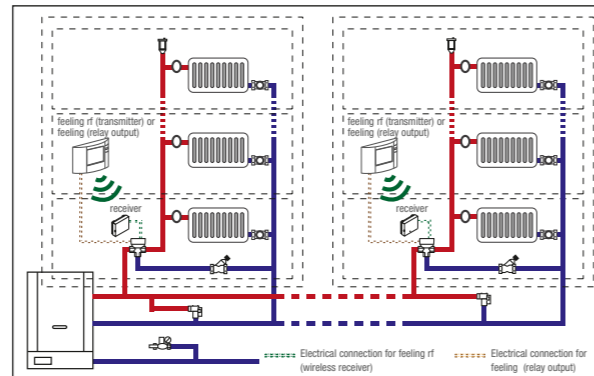 feeling rf (transmitter) or
feeling (relay output)
receiver
feeling rf (transmitter) or
feeling (relay output)
receiver
Electrical connection for feeling rf
(wireless receiver)
Electrical connection for
feeling (relay output)